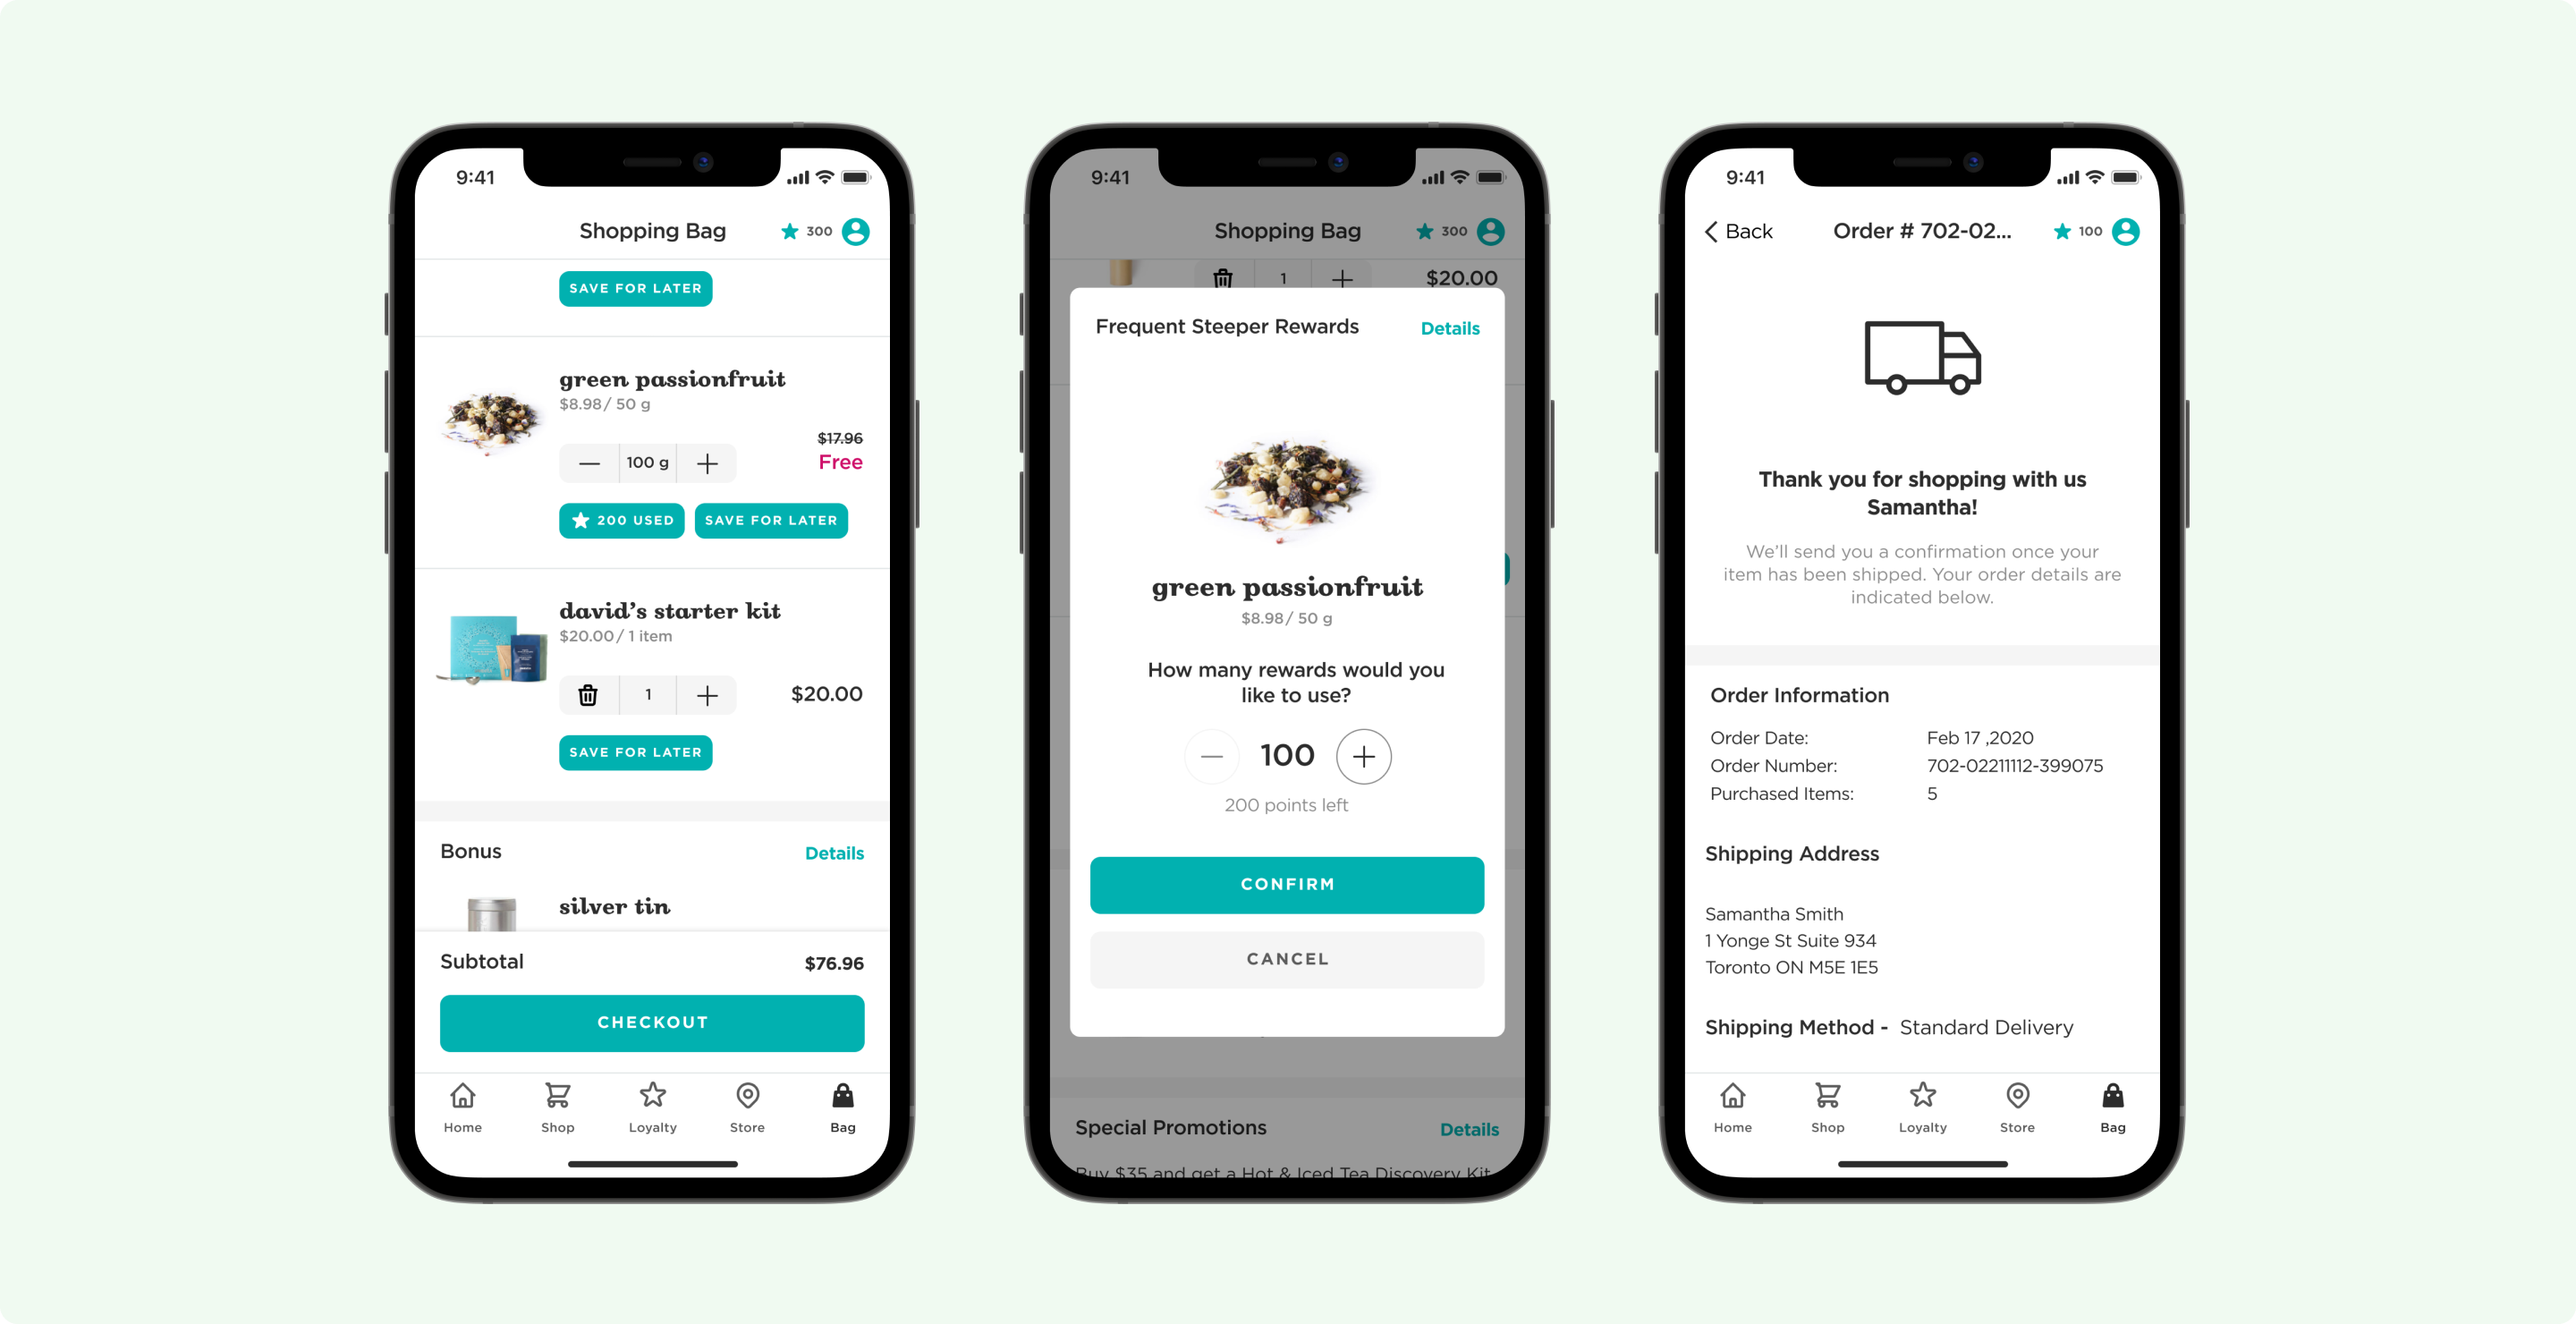 9:41
Shopping Bag
300
SAVE FOR LATER
green passionfruit
$8.98/ 50 g
$17.96
100 g
Free
200 USED
SAVE FOR LATER
david's starter kit
$20.00/ 1 item
1
$20.00
SAVE FOR LATER
Bonus
Details
silver tin
Subtotal
$76.96
CHECKOUT
Home
Shop
Loyalty
Store
Bag
9:41
Shopping Bag
300
1
$20.00
Frequent Steeper Rewards
Details
green passionfruit
$8.98/ 50 g
How many rewards would you
like to use?
100
200 points left
CONFIRM
CANCEL
Special Promotions
Details
Buy $35 and get a Hot & Iced Tea Discovery Kit
9:41
Back
Order # 702-02...
100
Thank you for shopping with us
Samantha!
We'll send you a confirmation once your
item has been shipped. Your order details are
indicated below.
Order Information
Order Date:
Feb 17 ,2020
Order Number:
702-02211112-399075
Purchased Items:
5
Shipping Address
Samantha Smith
1 Yonge St Suite 934
Toronto ON M5E 1E5
Shipping Method - Standard Delivery
Home
Shop
Loyalty
Store
Bag